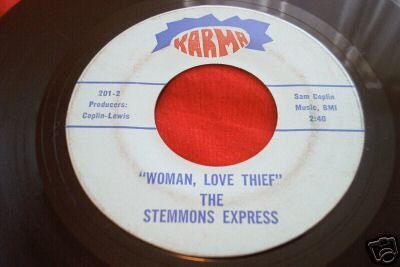 KARMA
201-2
Producers:
Coplin-Lewis
Sam Coplin
Music, BMI
2:40
"WOMAN, LOVE THIEF"
THE
STEMMONS EXPRESS